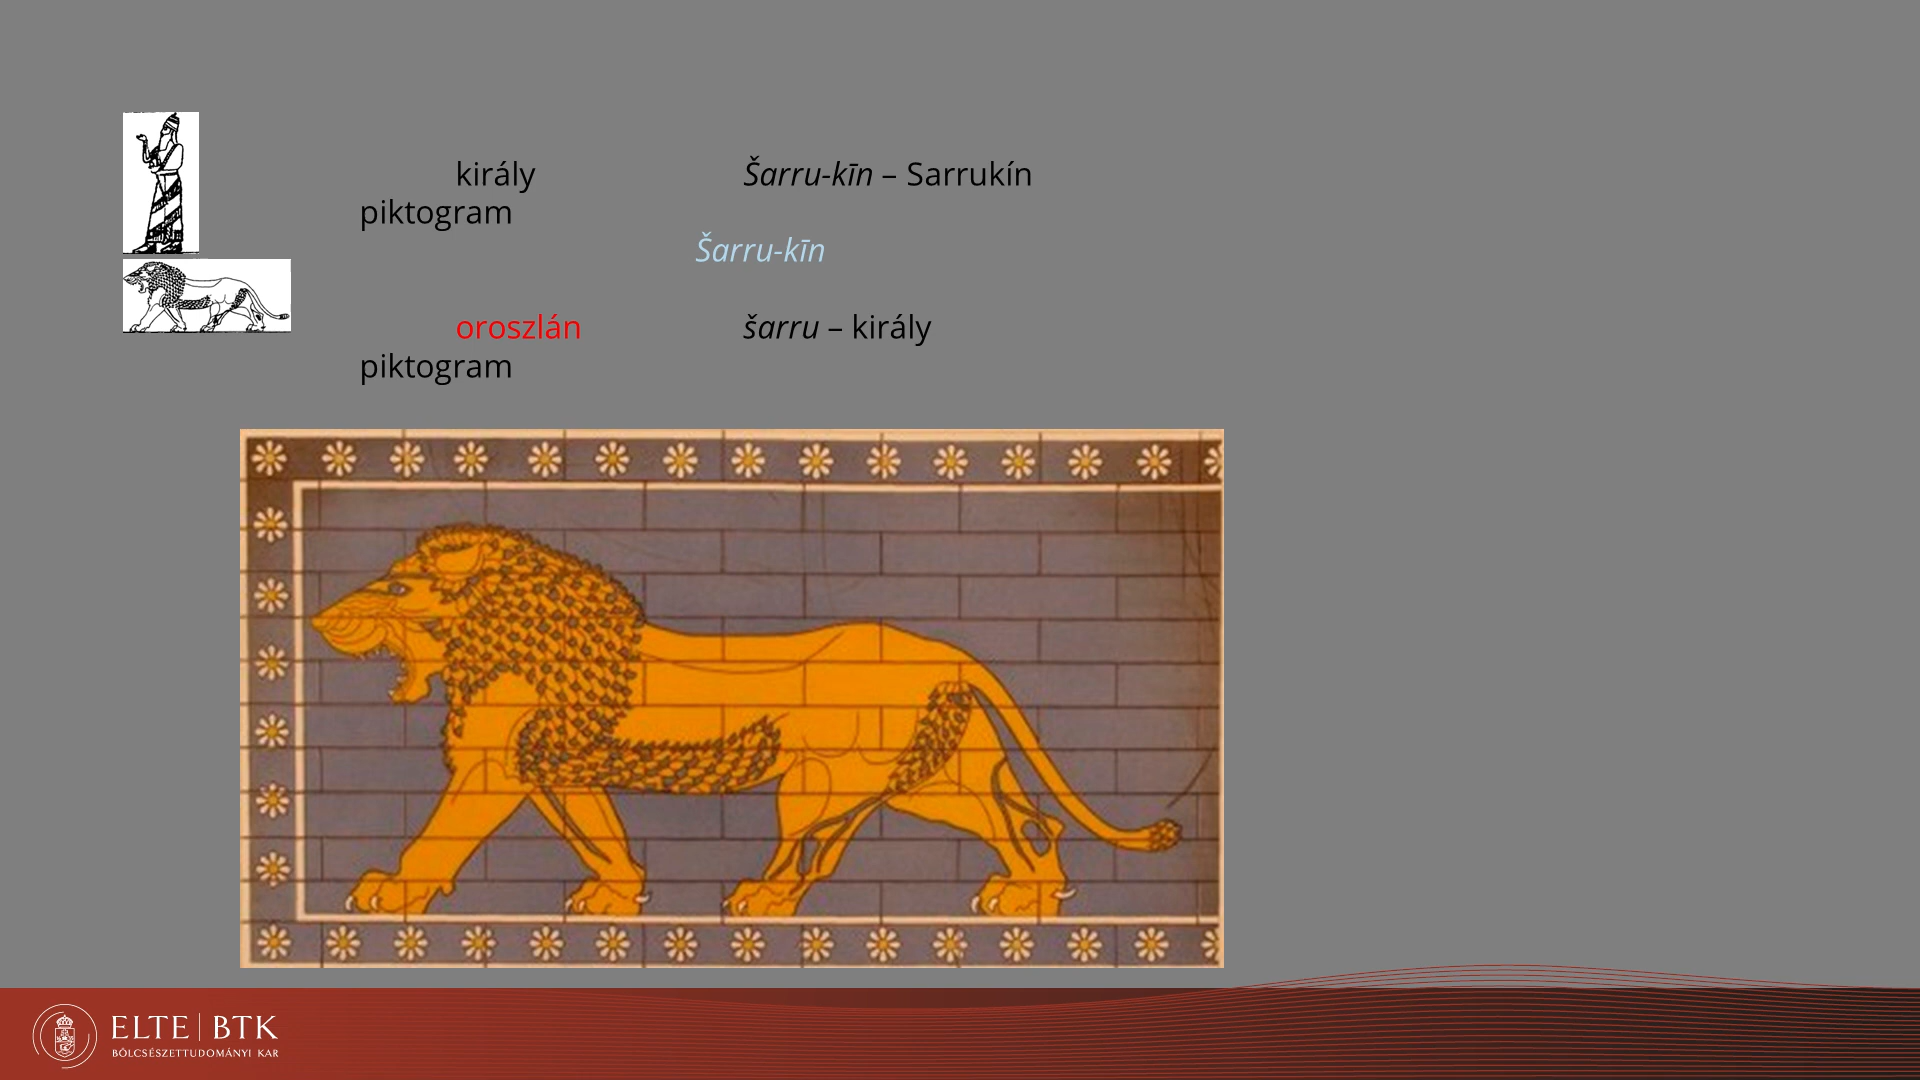 király Šarru-kīn – Sarrukín
piktogram
Šarru-kīn
oroszlán šarru – király
piktogram
ELTE | BTK
BÖLCSÉSZETTUDOMÁNYI KAR